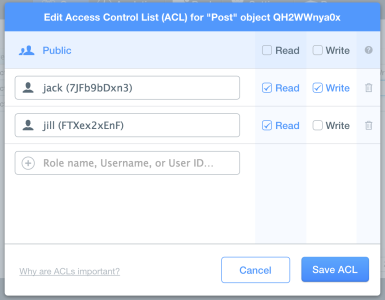 Edit Access Control List (ACL) for "Post" object QH2WWnya0x
Public Read Write ?
jack (7JFb9bDxn3) Read Write
jill (FTXex2xEnF) Read Write
Role name, Username, or User ID...
Why are ACLs important? Cancel Save ACL